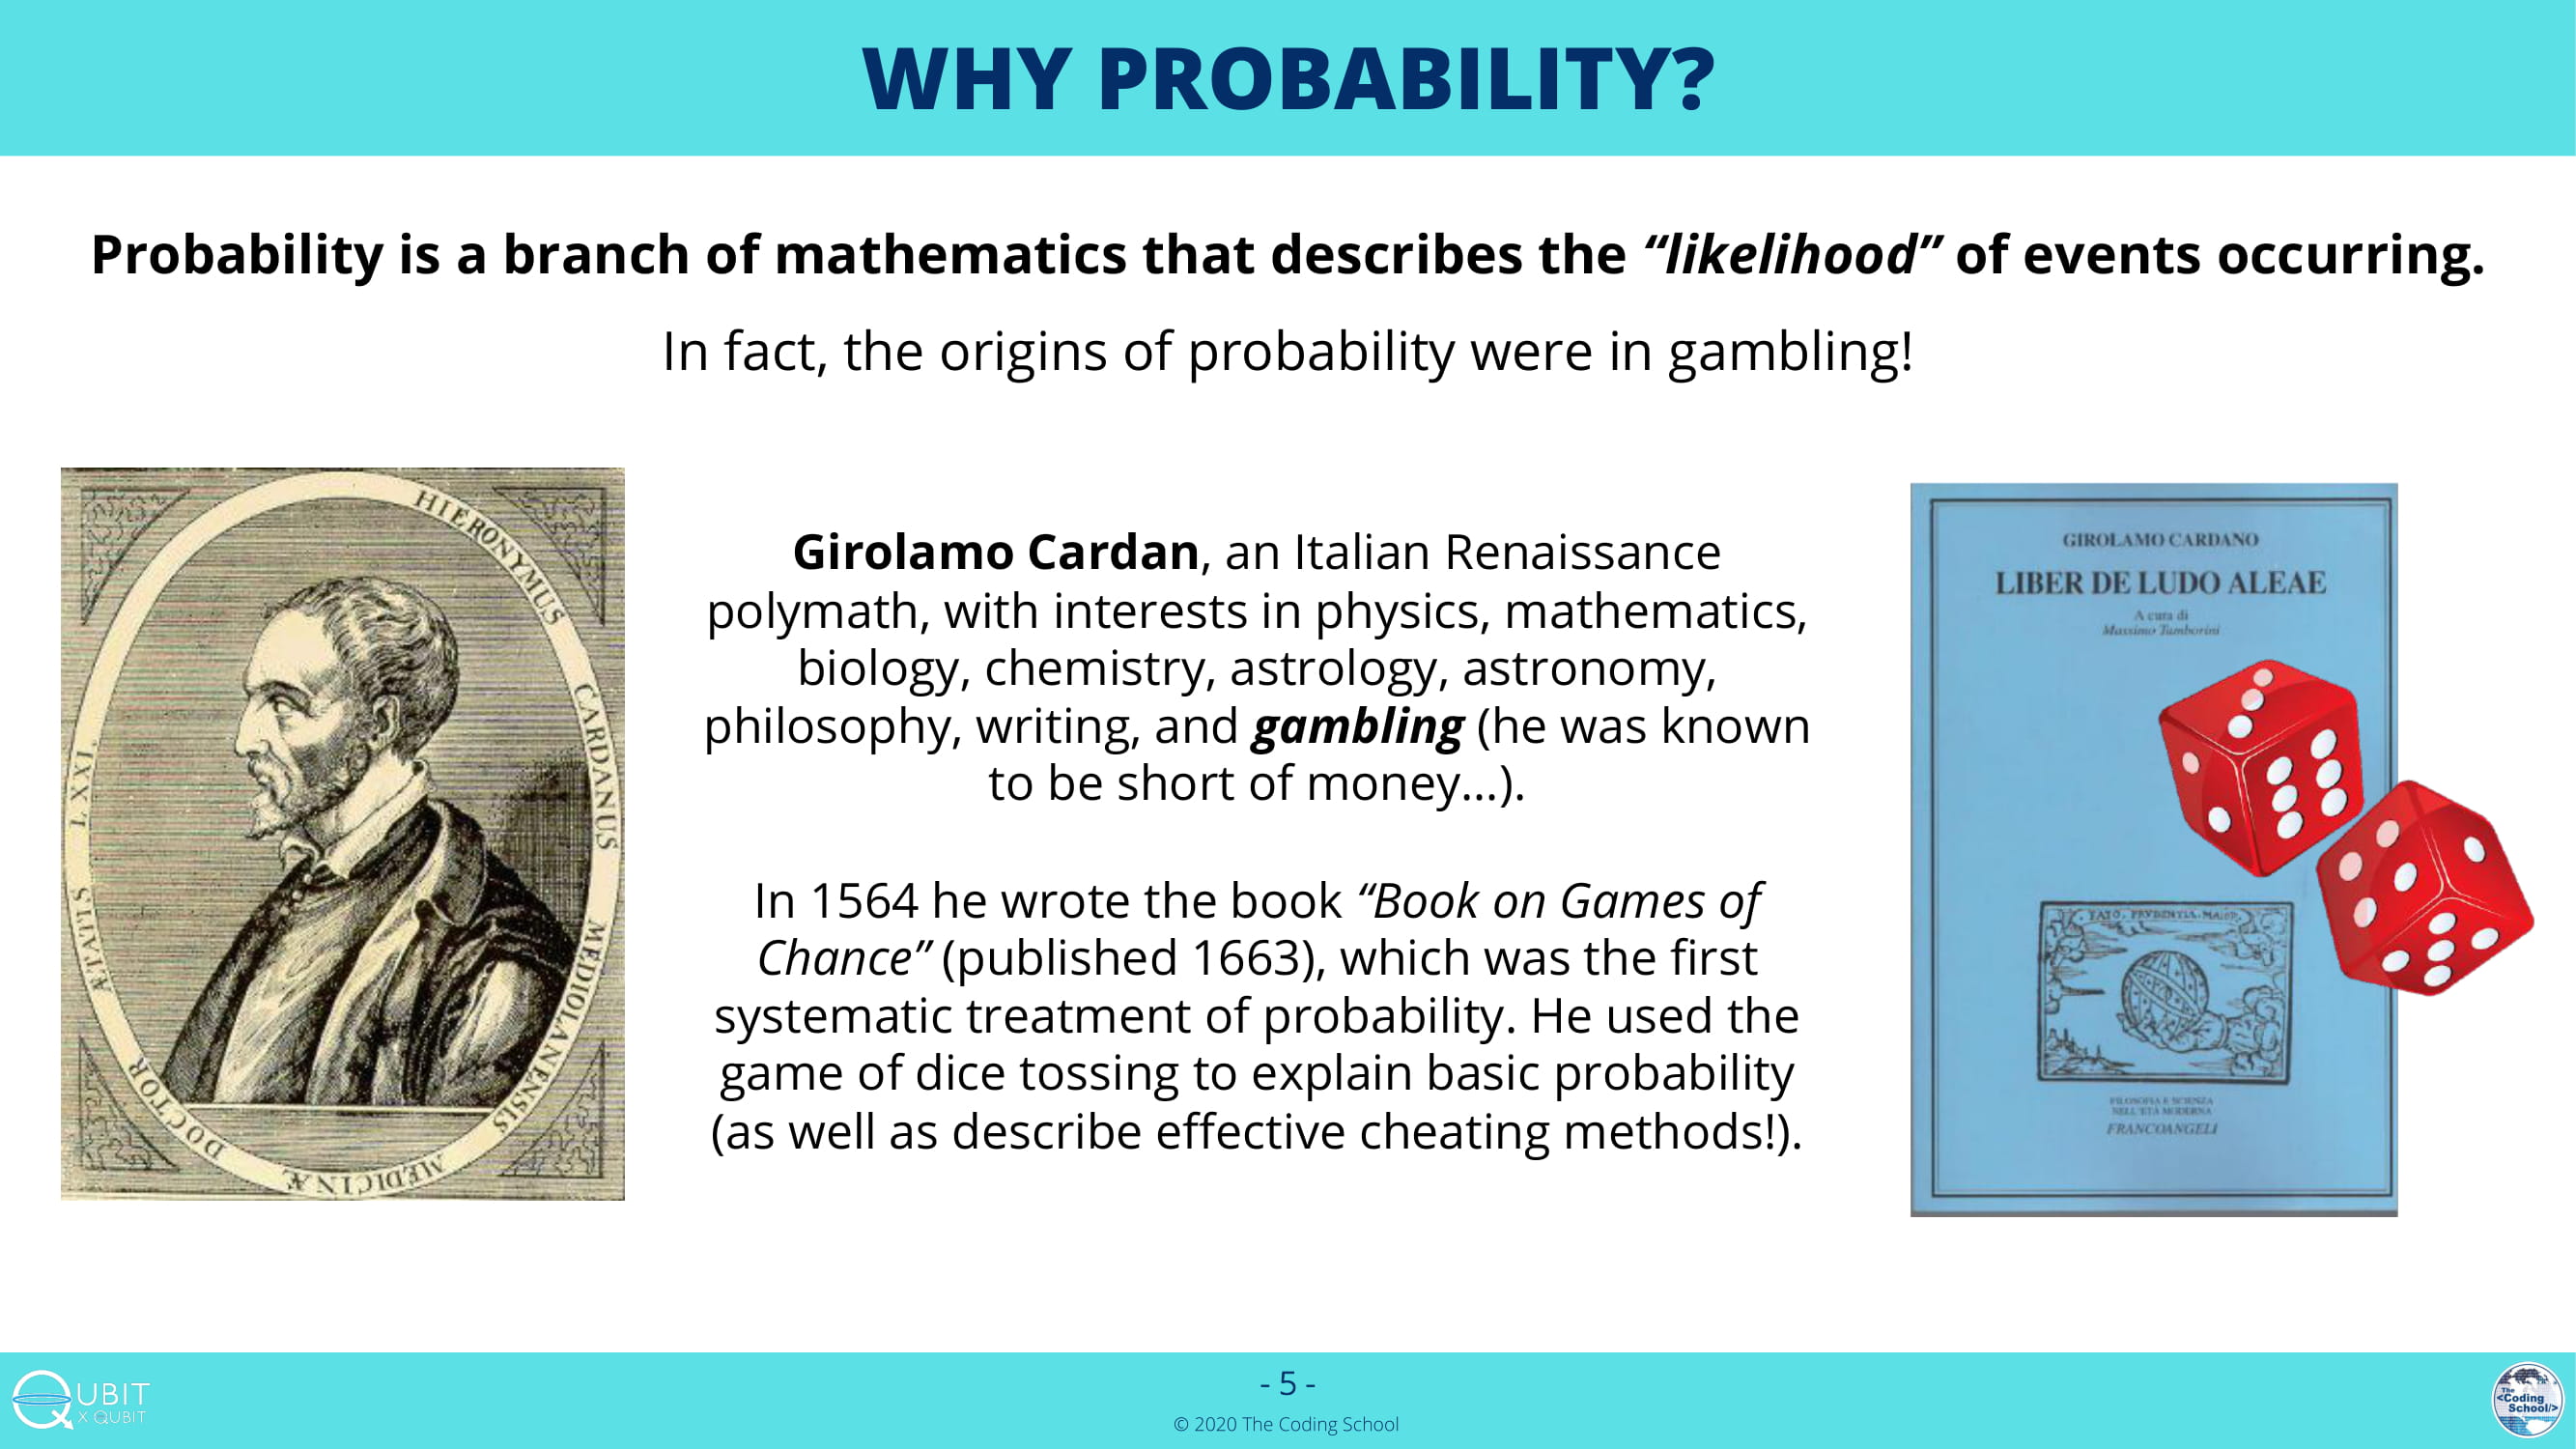 WHY PROBABILITY?
Probability is a branch of mathematics that describes the “likelihood” of events occurring.
In fact, the origins of probability were in gambling!
HIERONYMUS CARDANUS MEDIOLANENSIS
ÆTATIS LXXI.
DOCTOR MEDICINÆ
Girolamo Cardan, an Italian Renaissance
polymath, with interests in physics, mathematics,
biology, chemistry, astrology, astronomy,
philosophy, writing, and gambling (he was known
to be short of money...).
In 1564 he wrote the book “Book on Games of
Chance” (published 1663), which was the first
systematic treatment of probability. He used the
game of dice tossing to explain basic probability
(as well as describe effective cheating methods!).
GIROLAMO CARDANO
LIBER DE LUDO ALEAE
A cura di
Massimo Tamborini
FATO. PRVDENTIA. MAIOR
FILOSOFIA E SCIENZA
NELL'ETÀ MODERNA
FRANCOANGELI
QUBIT
X QUBIT
- 5 -
© 2020 The Coding School
The
<Coding
School/>